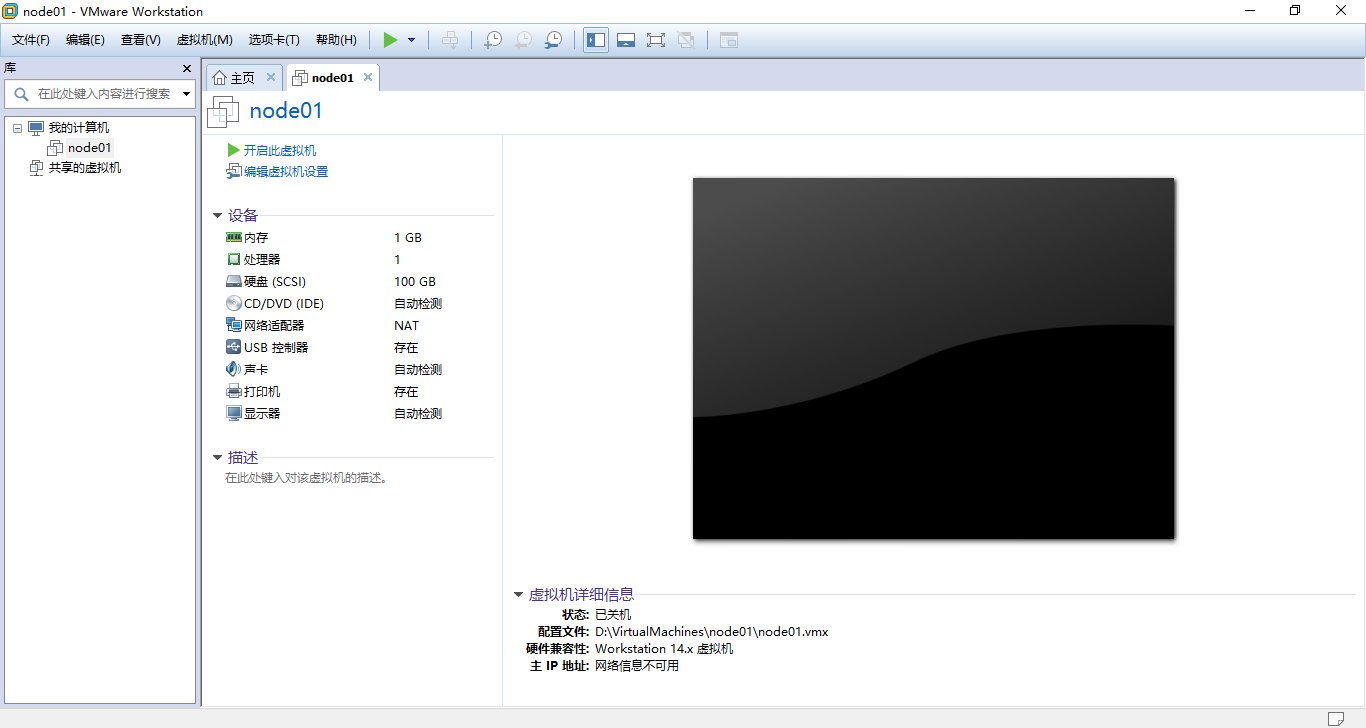 node01 - VMware Workstation
文件(F) 编辑(E) 查看(V) 虚拟机(M) 选项卡(T) 帮助(H)
库
在此处键入内容进行搜索
我的计算机
node01
共享的虚拟机
主页 node01
node01
开启此虚拟机
编辑虚拟机设置
设备
内存 1 GB
处理器 1
硬盘 (SCSI) 100 GB
CD/DVD (IDE) 自动检测
网络适配器 NAT
USB 控制器 存在
声卡 自动检测
打印机 存在
显示器 自动检测
描述
在此处键入对该虚拟机的描述。
虚拟机详细信息
状态: 已关机
配置文件: D:\VirtualMachines\node01\node01.vmx
硬件兼容性: Workstation 14.x 虚拟机
主 IP 地址: 网络信息不可用